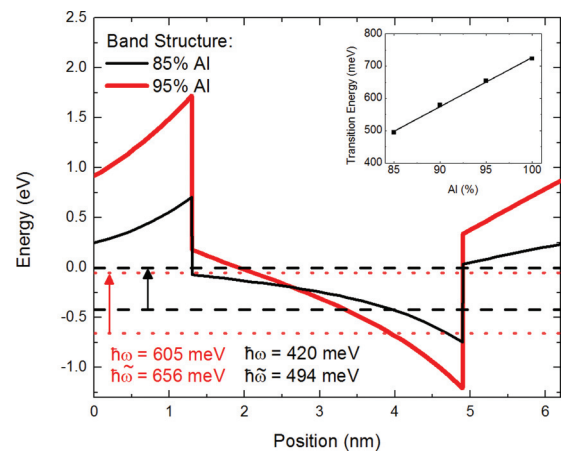 Band Structure:
85% Al
95% Al
Transition Energy (meV)
800
700
600
500
400
85
90
95
100
Al (%)
Energy (eV)
2.5
2.0
1.5
1.0
0.5
0.0
-0.5
-1.0
ħω = 605 meV
ħω = 420 meV
ħω̃ = 656 meV
ħω̃ = 494 meV
0
1
2
3
4
5
6
Position (nm)